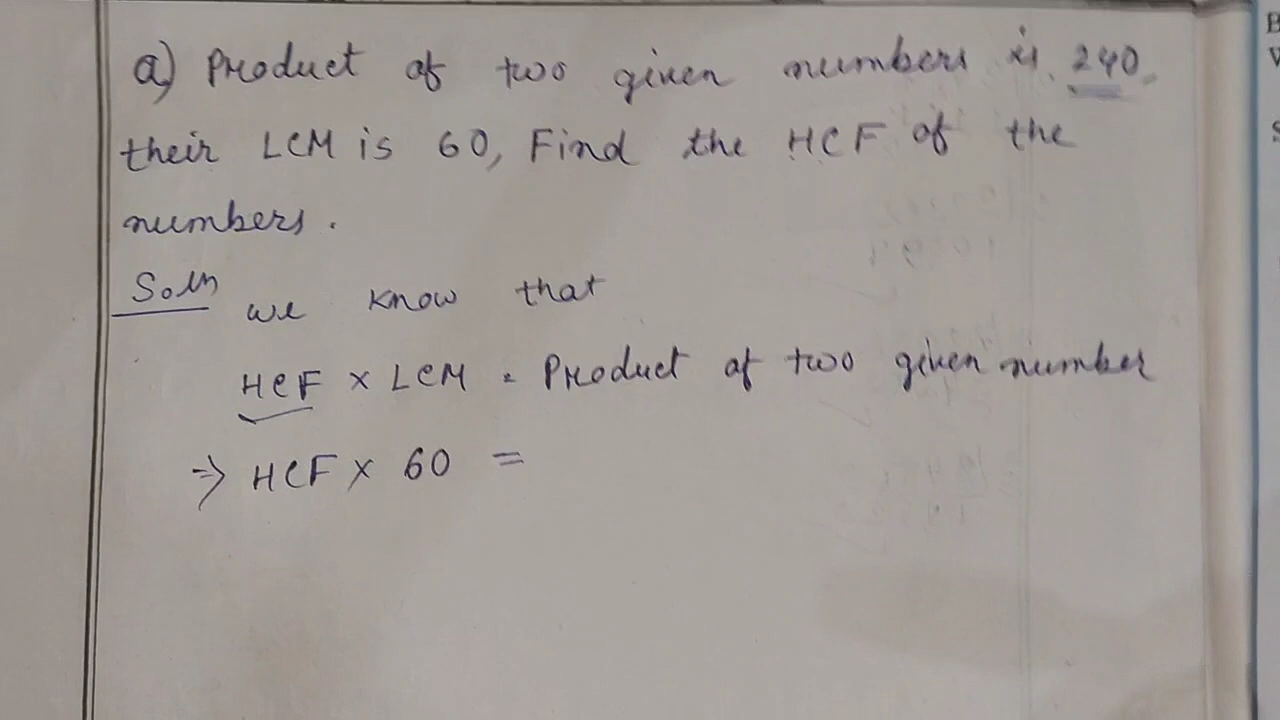 a) Product of two given numbers is 240,
their LCM is 60, Find the HCF of the
numbers.
Soln we know that
HCF × LCM = Product of two given number
⇒ HCF × 60 =